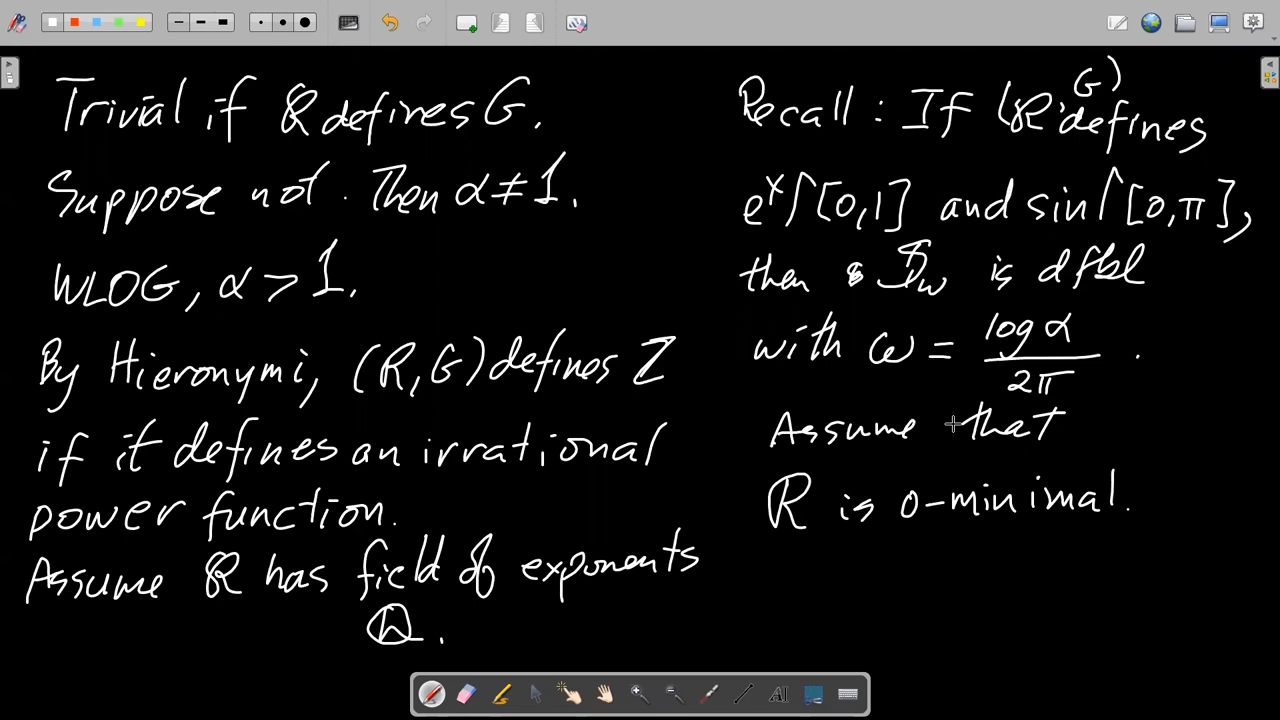 Trivial if ℜ defines G.
Suppose not. Then α ≠ 1.
WLOG, α > 1.
By Hieronymi, (ℜ, G) defines ℤ
if it defines an irrational
power function.
Assume ℜ has field of exponents
ℚ.
Recall: If (ℜ, G) defines
e^x↾[0,1] and sin↾[0,π],
then is dfbl
with ω = log α / 2π.
Assume that
ℜ is o-minimal.